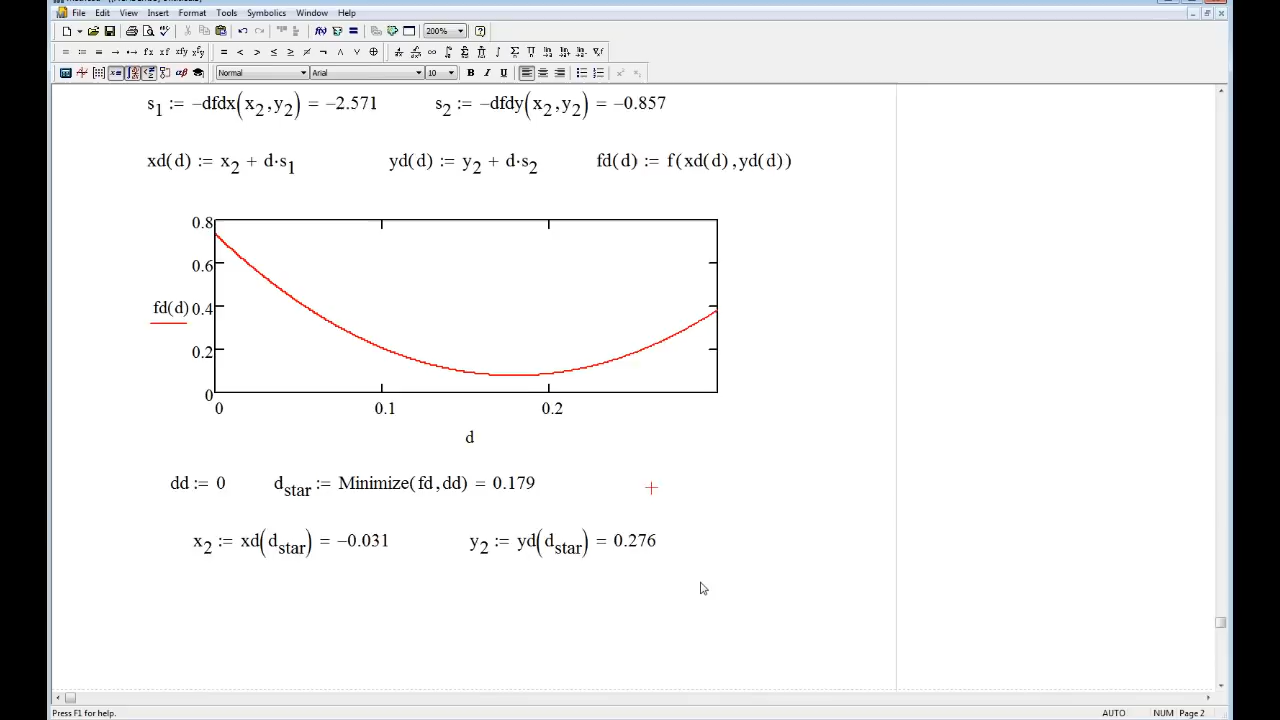 File Edit View Insert Format Tools Symbolics Window Help
200%
Normal Arial 10 B I U
s1 := −dfdx(x2,y2) = −2.571 s2 := −dfdy(x2,y2) = −0.857
xd(d) := x2 + d·s1 yd(d) := y2 + d·s2 fd(d) := f(xd(d),yd(d))
0.8
0.6
fd(d) 0.4
0.2
0
0 0.1 0.2
d
dd := 0 dstar := Minimize(fd,dd) = 0.179
x2 := xd(dstar) = −0.031 y2 := yd(dstar) = 0.276
Press F1 for help. AUTO NUM Page 2